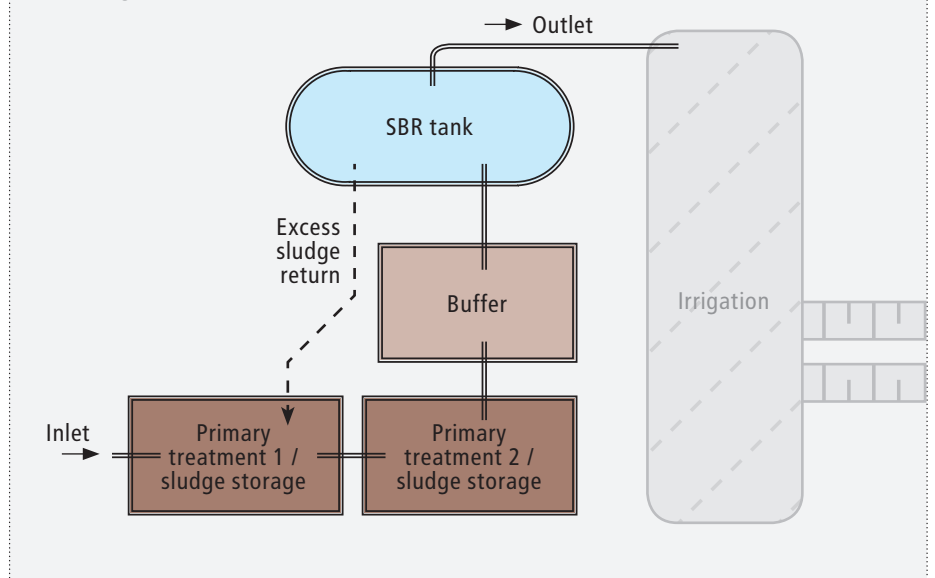 Outlet
SBR tank
Excess
sludge
return
Buffer
Irrigation
Inlet
Primary
treatment 1 /
sludge storage
Primary
treatment 2 /
sludge storage